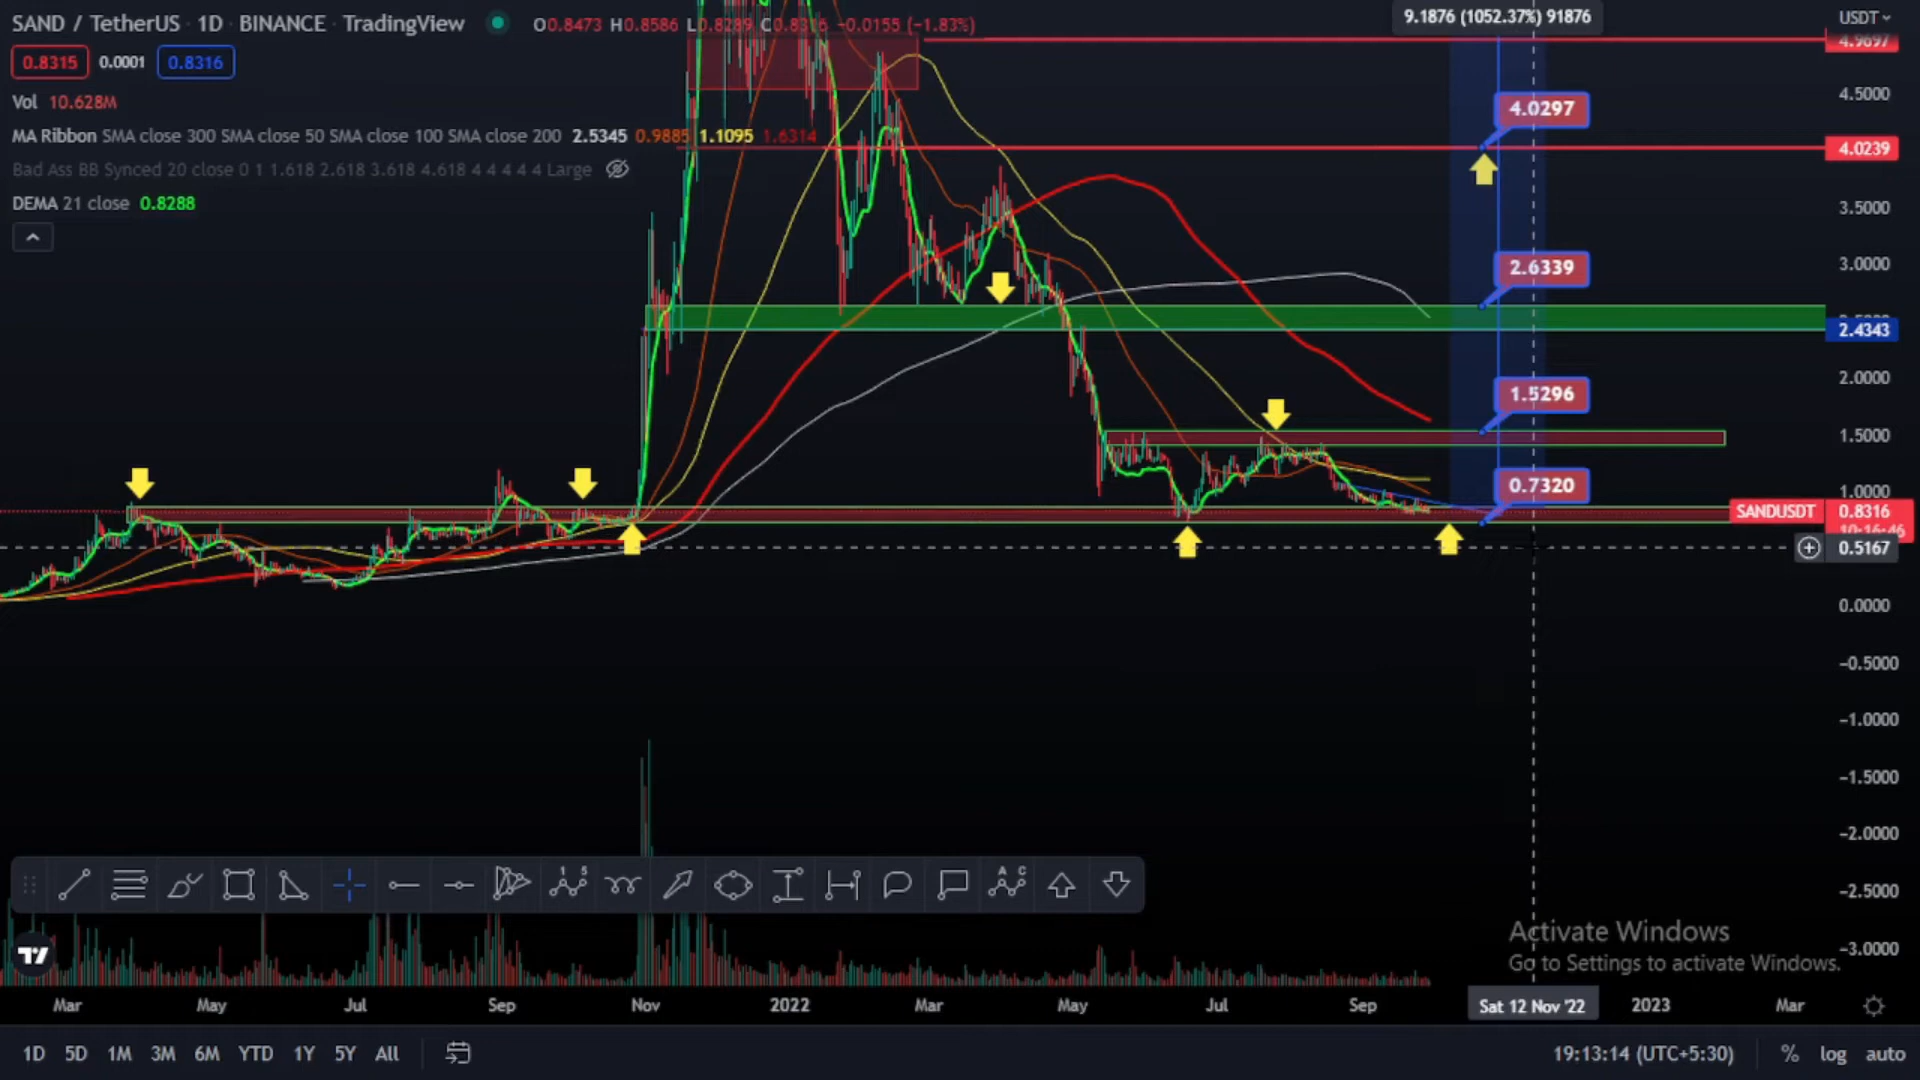 SAND / TetherUS · 1D · BINANCE · TradingView
O0.8473 H0.8586 L0.8289 C0.8316 −0.0155 (−1.83%)
9.1876 (1052.37%) 91876
USDT
0.8315 0.0001 0.8316
Vol 10.628M
MA Ribbon SMA close 300 SMA close 50 SMA close 100 SMA close 200 2.5345 0.9885 1.1095 1.6314
Bad Ass BB Synced 20 close 0 1 1.618 2.618 3.618 4.618 4 4 4 4 4 Large
DEMA 21 close 0.8288
4.9697
4.5000
4.0297
4.0239
3.5000
2.6339
3.0000
2.4343
2.0000
1.5296
1.5000
0.7320
1.0000
SANDUSDT 0.8316
10:16:46
0.5167
0.0000
−0.5000
−1.0000
−1.5000
−2.0000
−2.5000
−3.0000
1 5
A C
Activate Windows
Go to Settings to activate Windows.
Mar May Jul Sep Nov 2022 Mar May Jul Sep Sat 12 Nov '22 2023 Mar
1D 5D 1M 3M 6M YTD 1Y 5Y All
19:13:14 (UTC+5:30) % log auto